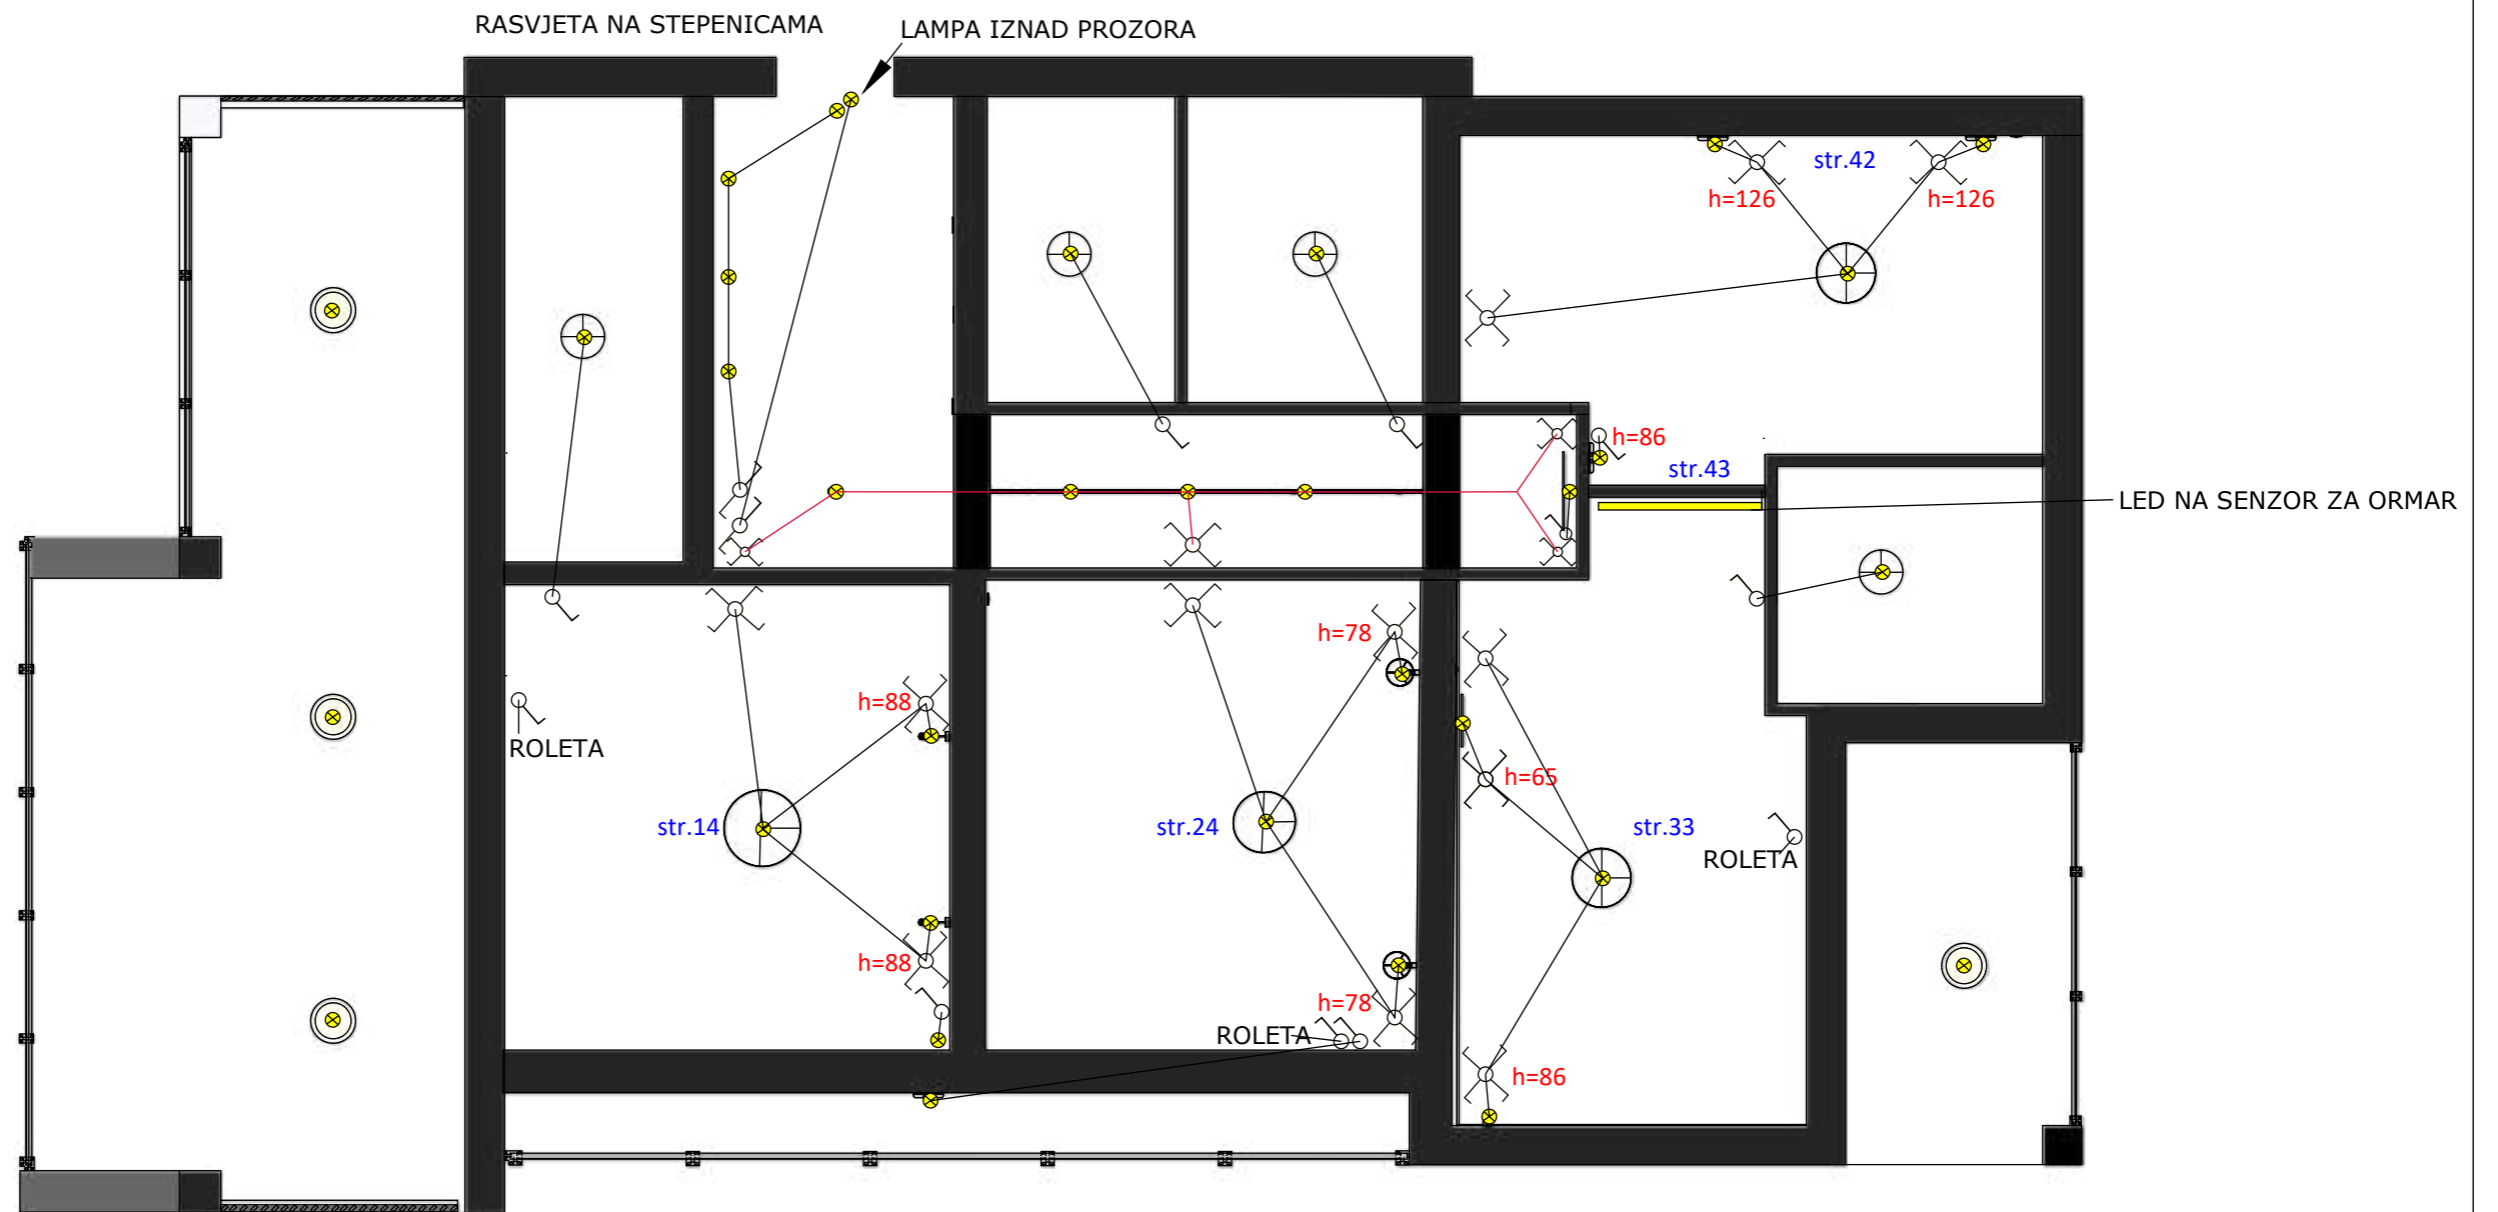 RASVJETA NA STEPENICAMA
LAMPA IZNAD PROZORA
str.42
h=126
h=126
h=86
str.43
LED NA SENZOR ZA ORMAR
h=78
h=88
ROLETA
h=65
str.14
str.24
str.33
ROLETA
h=88
h=78
ROLETA
h=86